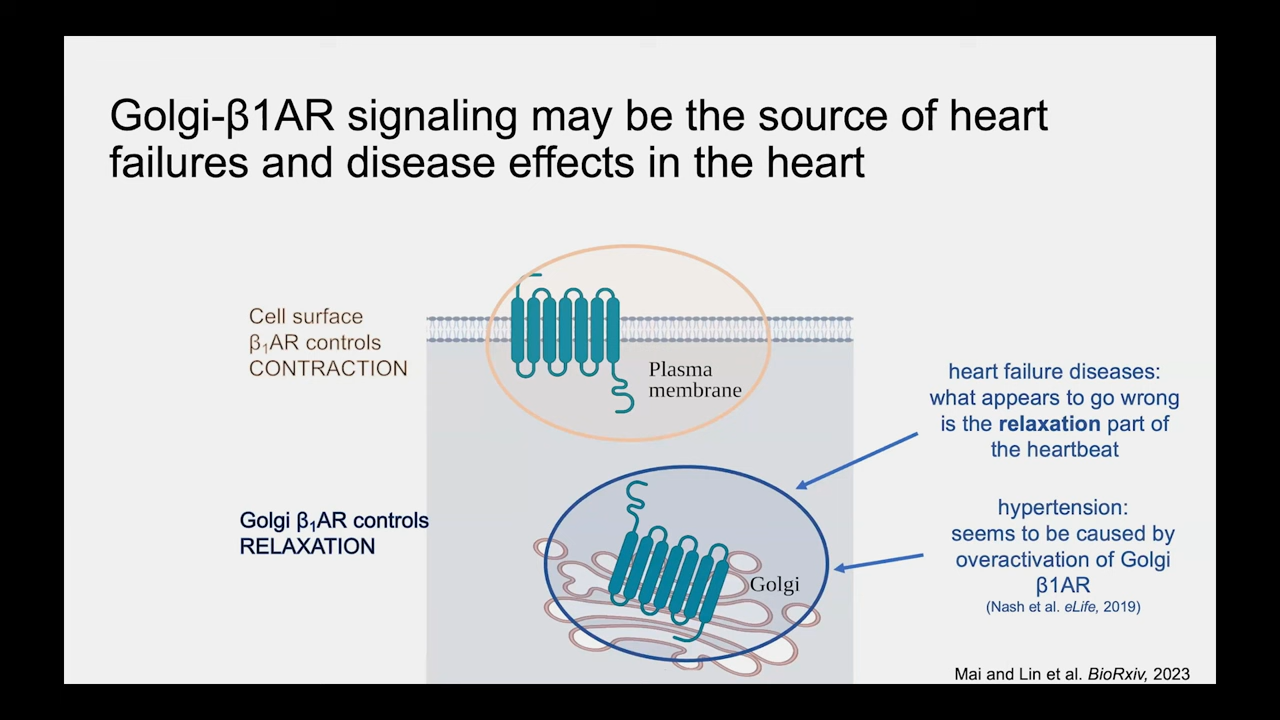 Golgi-β1AR signaling may be the source of heart
failures and disease effects in the heart
Cell surface
β₁AR controls
CONTRACTION
Plasma
membrane
heart failure diseases:
what appears to go wrong
is the relaxation part of
the heartbeat
Golgi β₁AR controls
RELAXATION
Golgi
hypertension:
seems to be caused by
overactivation of Golgi
β1AR
(Nash et al. eLife, 2019)
Mai and Lin et al. BioRxiv, 2023